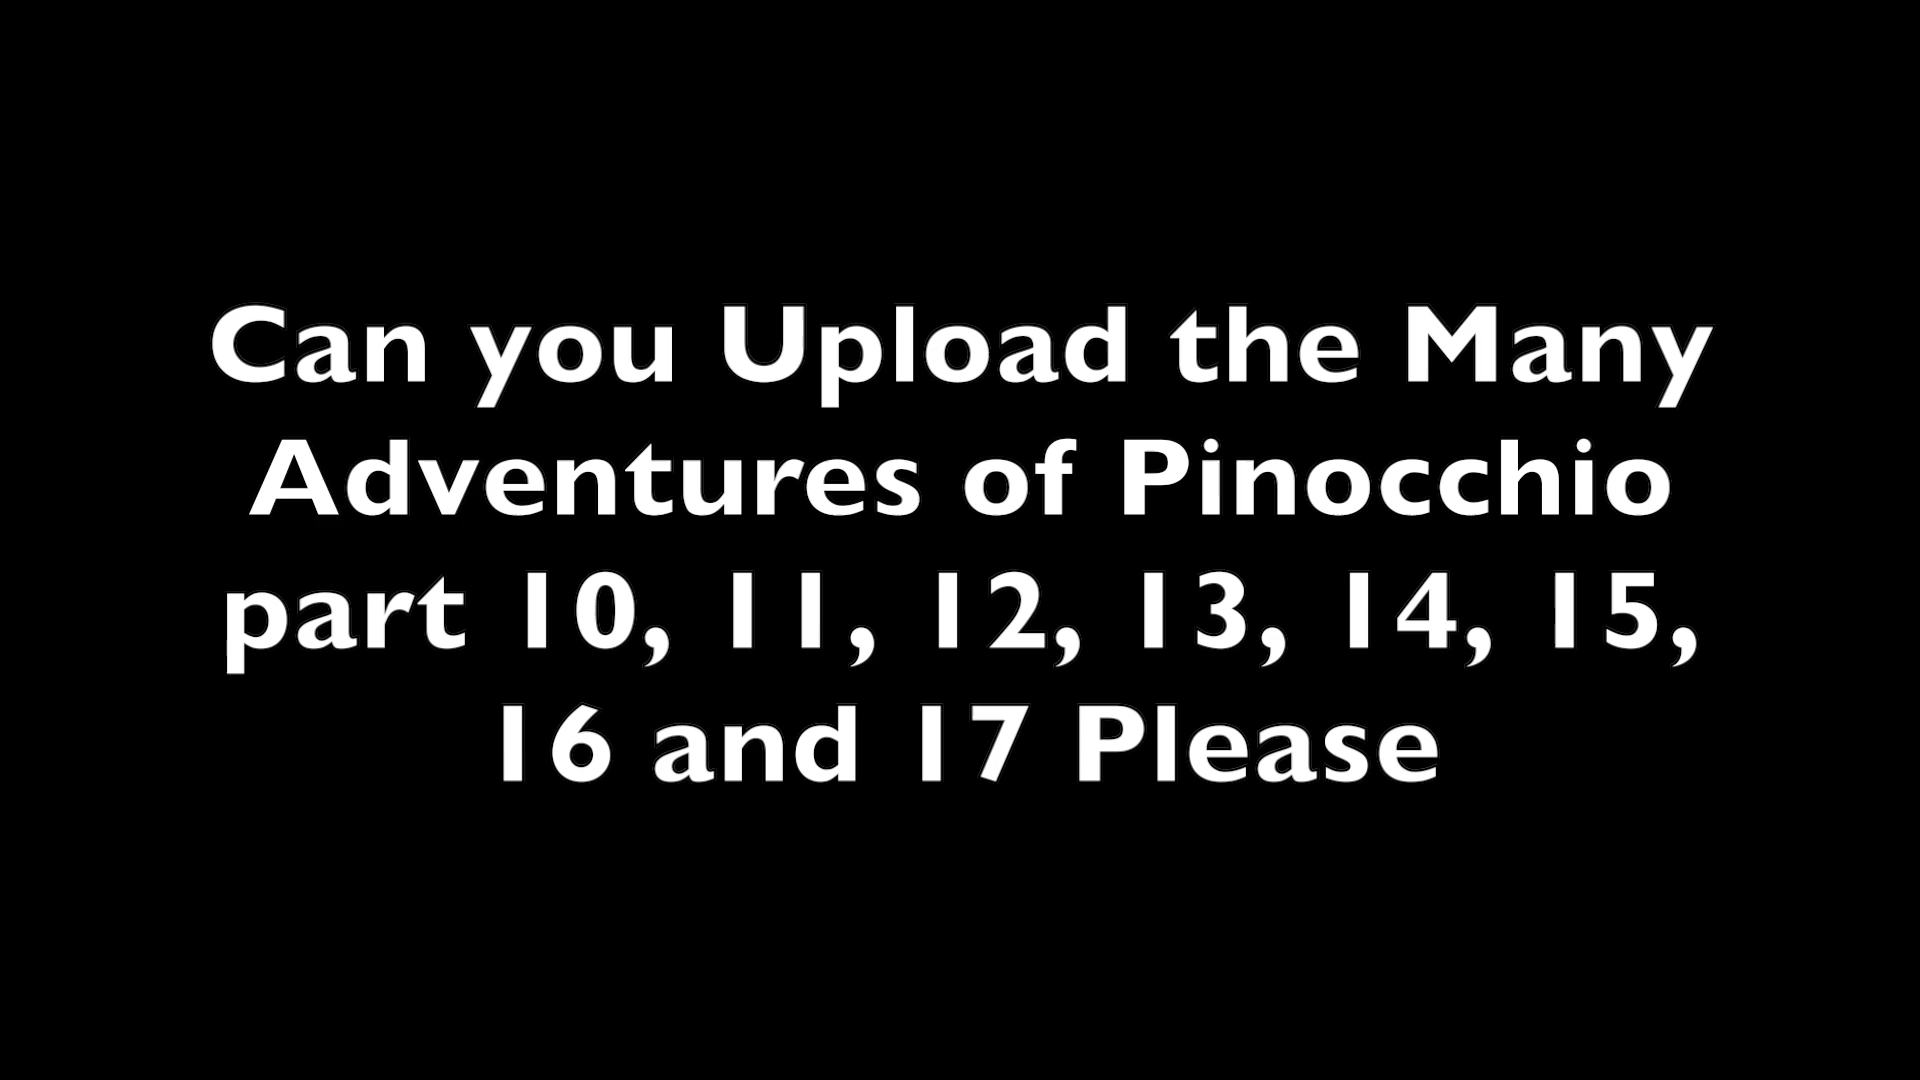 Can you Upload the Many
Adventures of Pinocchio
part 10, 11, 12, 13, 14, 15,
16 and 17 Please